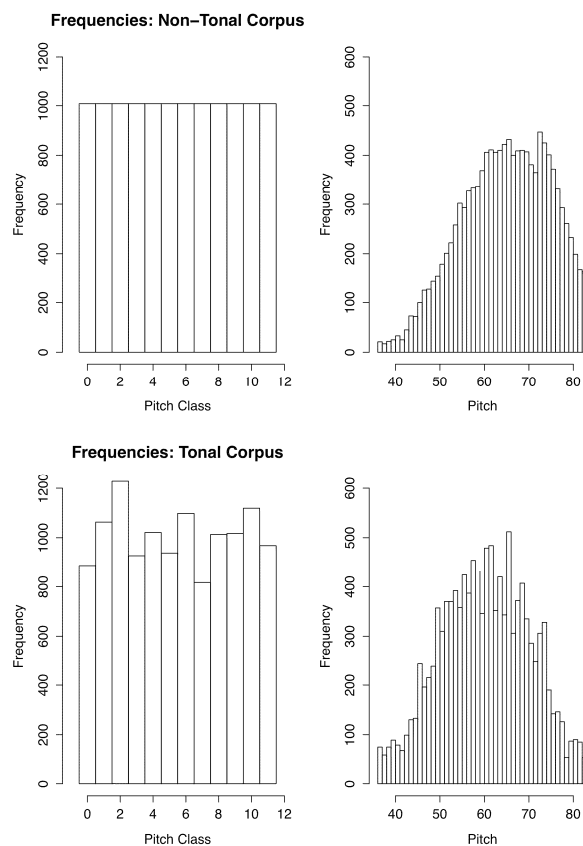 Frequencies: Non–Tonal Corpus
Frequency
0 200 400 600 800 1000 1200
0 2 4 6 8 10 12
Pitch Class
Frequency
0 100 200 300 400 500 600
40 50 60 70 80
Pitch
Frequencies: Tonal Corpus
Frequency
0 200 400 600 800 1000 1200
0 2 4 6 8 10 12
Pitch Class
Frequency
0 100 200 300 400 500 600
40 50 60 70 80
Pitch